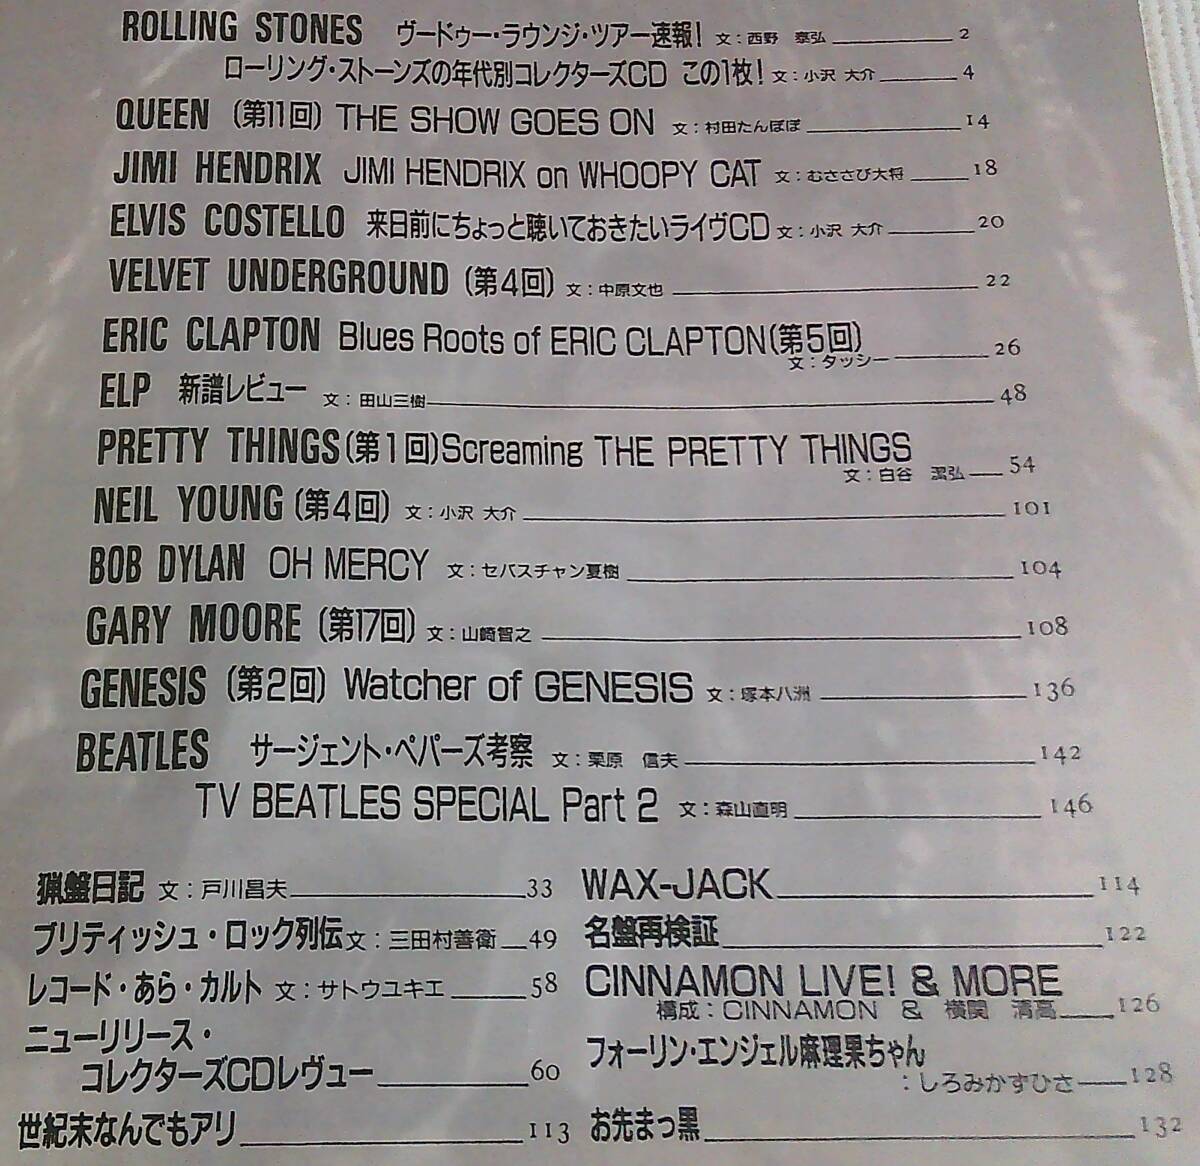 ROLLING STONES ヴードゥー・ラウンジ・ツアー速報! 文:西野 泰弘 2
ローリング・ストーンズの年代別コレクターズCD この1枚! 文:小沢 大介 4
QUEEN (第11回) THE SHOW GOES ON 文:村田たんぽぽ 14
JIMI HENDRIX JIMI HENDRIX on WHOOPY CAT 文:むささび大将 18
ELVIS COSTELLO 来日前にちょっと聴いておきたいライヴCD 文:小沢 大介 20
VELVET UNDERGROUND (第4回) 文:中原文也 22
ERIC CLAPTON Blues Roots of ERIC CLAPTON(第5回)
文:タッシー 26
ELP 新譜レビュー 文:田山三樹 48
PRETTY THINGS(第1回)Screaming THE PRETTY THINGS
文:白谷 潔弘 54
NEIL YOUNG (第4回) 文:小沢 大介 101
BOB DYLAN OH MERCY 文:セバスチャン夏樹 104
GARY MOORE (第17回) 文:山崎智之 108
GENESIS (第2回) Watcher of GENESIS 文:塚本八洲 136
BEATLES サージェント・ペパーズ考察 文:栗原 信夫 142
TV BEATLES SPECIAL Part 2 文:森山直明 146
猟盤日記 文:戸川昌夫 33
ブリティッシュ・ロック列伝 文:三田村善衛 49
レコード・あら・カルト 文:サトウユキエ 58
ニューリリース・
コレクターズCDレヴュー 60
世紀末なんでもアリ 113
WAX-JACK 114
名盤再検証 122
CINNAMON LIVE! & MORE
構成:CINNAMON & 横関 清高 126
フォーリン・エンジェル麻理果ちゃん
:しろみかずひさ 128
お先まっ黒 132